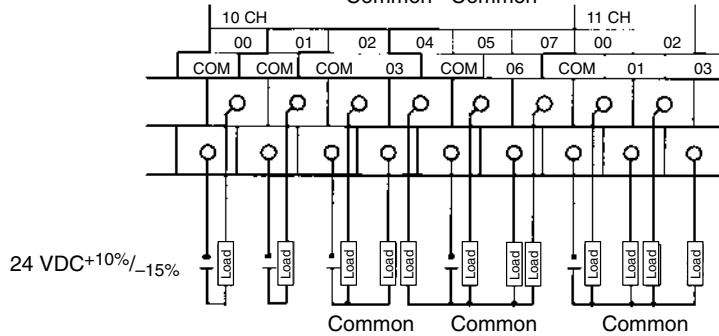 Common Common
10 CH 11 CH
00 01 02 04 05 07 00 02
COM COM COM 03 COM 06 COM 01 03
24 VDC+10%/–15%
Load Load Load Load Load Load Load Load Load Load Load Load
Common Common Common